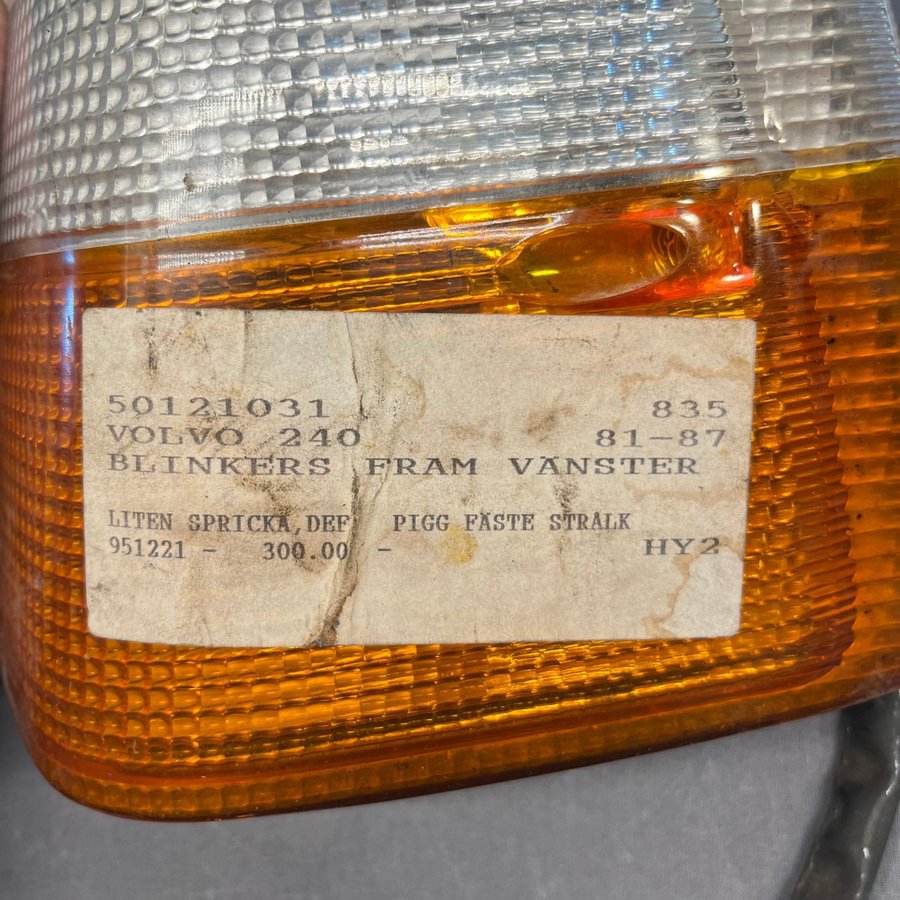 50121031 835
VOLVO 240 81-87
BLINKERS FRAM VÄNSTER
LITEN SPRICKA,DEF PIGG FÄSTE STRÅLK
951221 - 300.00 - HY2